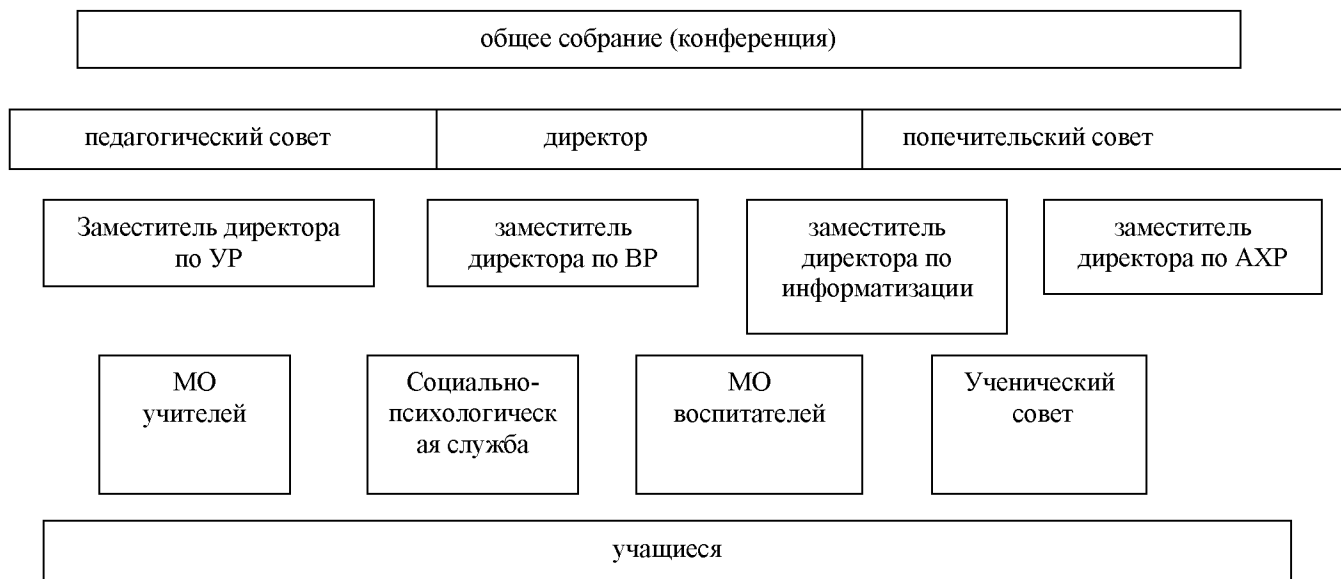 общее собрание (конференция)
педагогический совет
директор
попечительский совет
Заместитель директора
по УР
заместитель
директора по ВР
заместитель
директора по
информатизации
заместитель
директора по АХР
МО
учителей
Социально-
психологическ
ая служба
МО
воспитателей
Ученический
совет
учащиеся